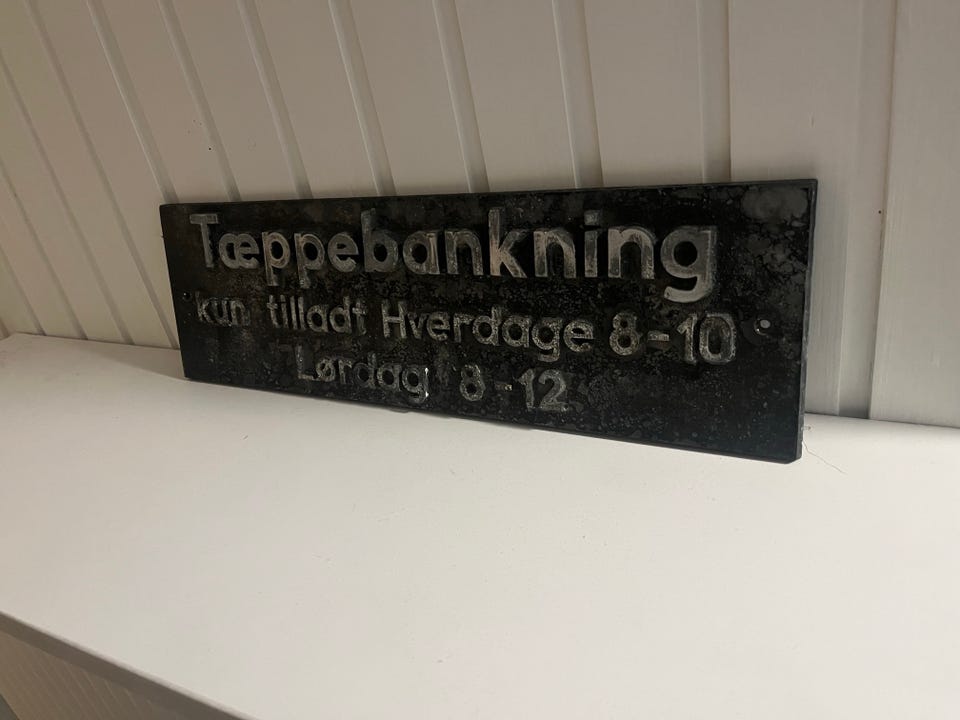 Tæppebankning
kun tilladt Hverdage 8-10
Lørdag 8-12